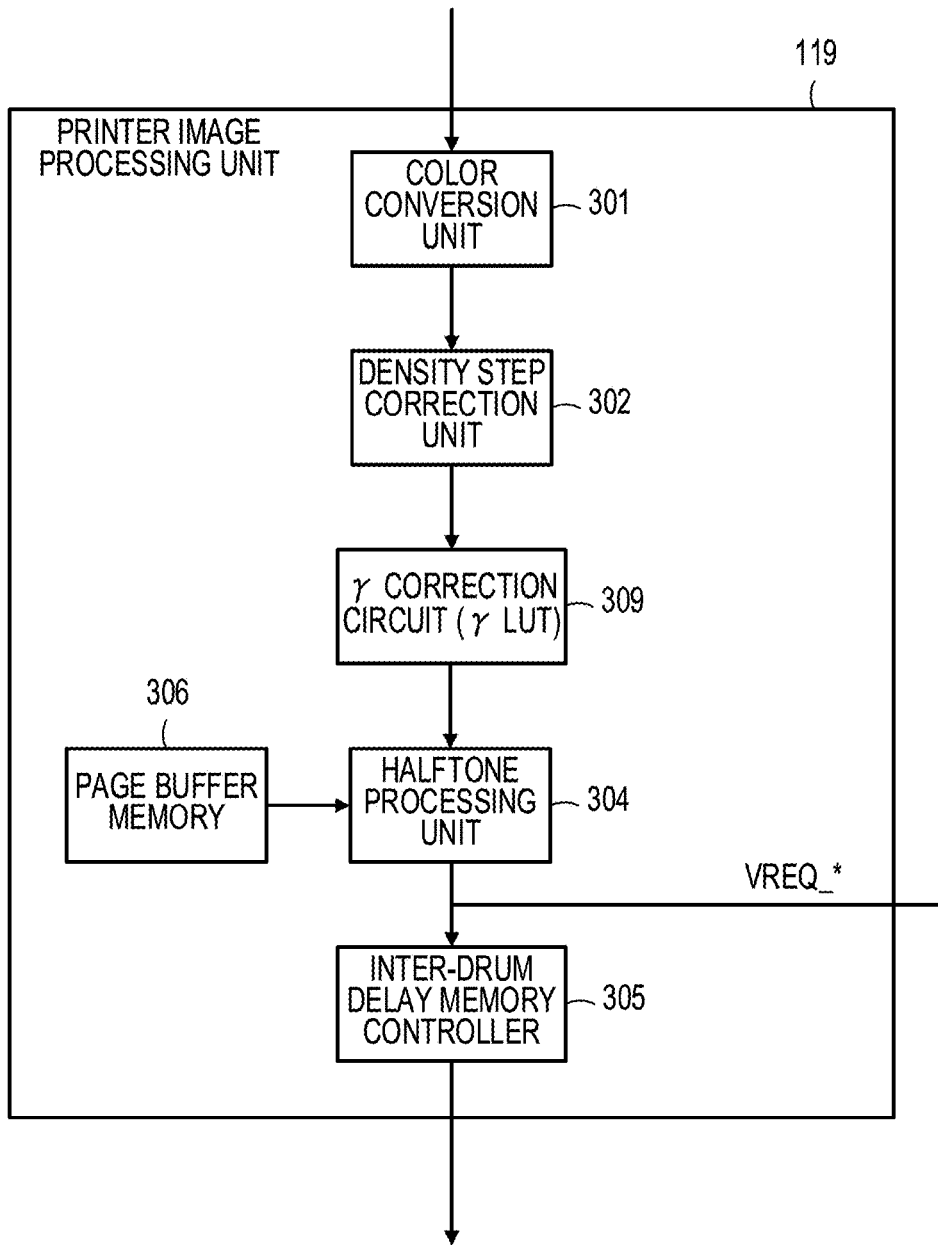 119
PRINTER IMAGE
PROCESSING UNIT
COLOR
CONVERSION
UNIT
301
DENSITY STEP
CORRECTION
UNIT
302
γ CORRECTION
CIRCUIT (γ LUT)
309
306
PAGE BUFFER
MEMORY
HALFTONE
PROCESSING
UNIT
304
VREQ_*
INTER-DRUM
DELAY MEMORY
CONTROLLER
305